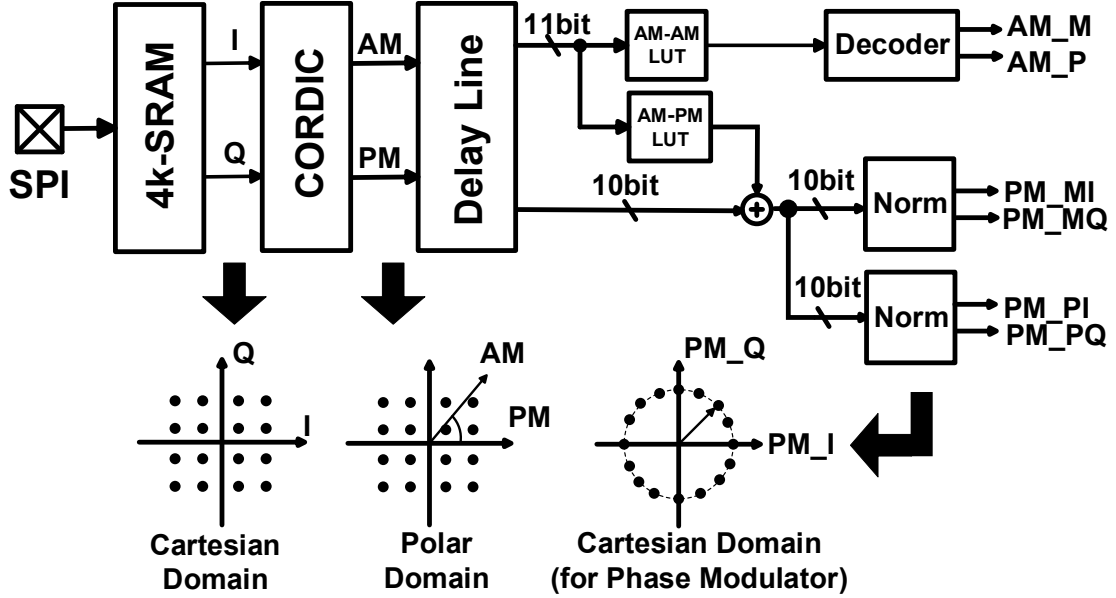 SPI
4k-SRAM
I
Q
CORDIC
AM
PM
Delay Line
11bit
AM-AM
LUT
AM-PM
LUT
Decoder
AM_M
AM_P
10bit
+
10bit
Norm
PM_MI
PM_MQ
10bit
Norm
PM_PI
PM_PQ
Q
I
Cartesian
Domain
AM
PM
Polar
Domain
PM_Q
PM_I
Cartesian Domain
(for Phase Modulator)